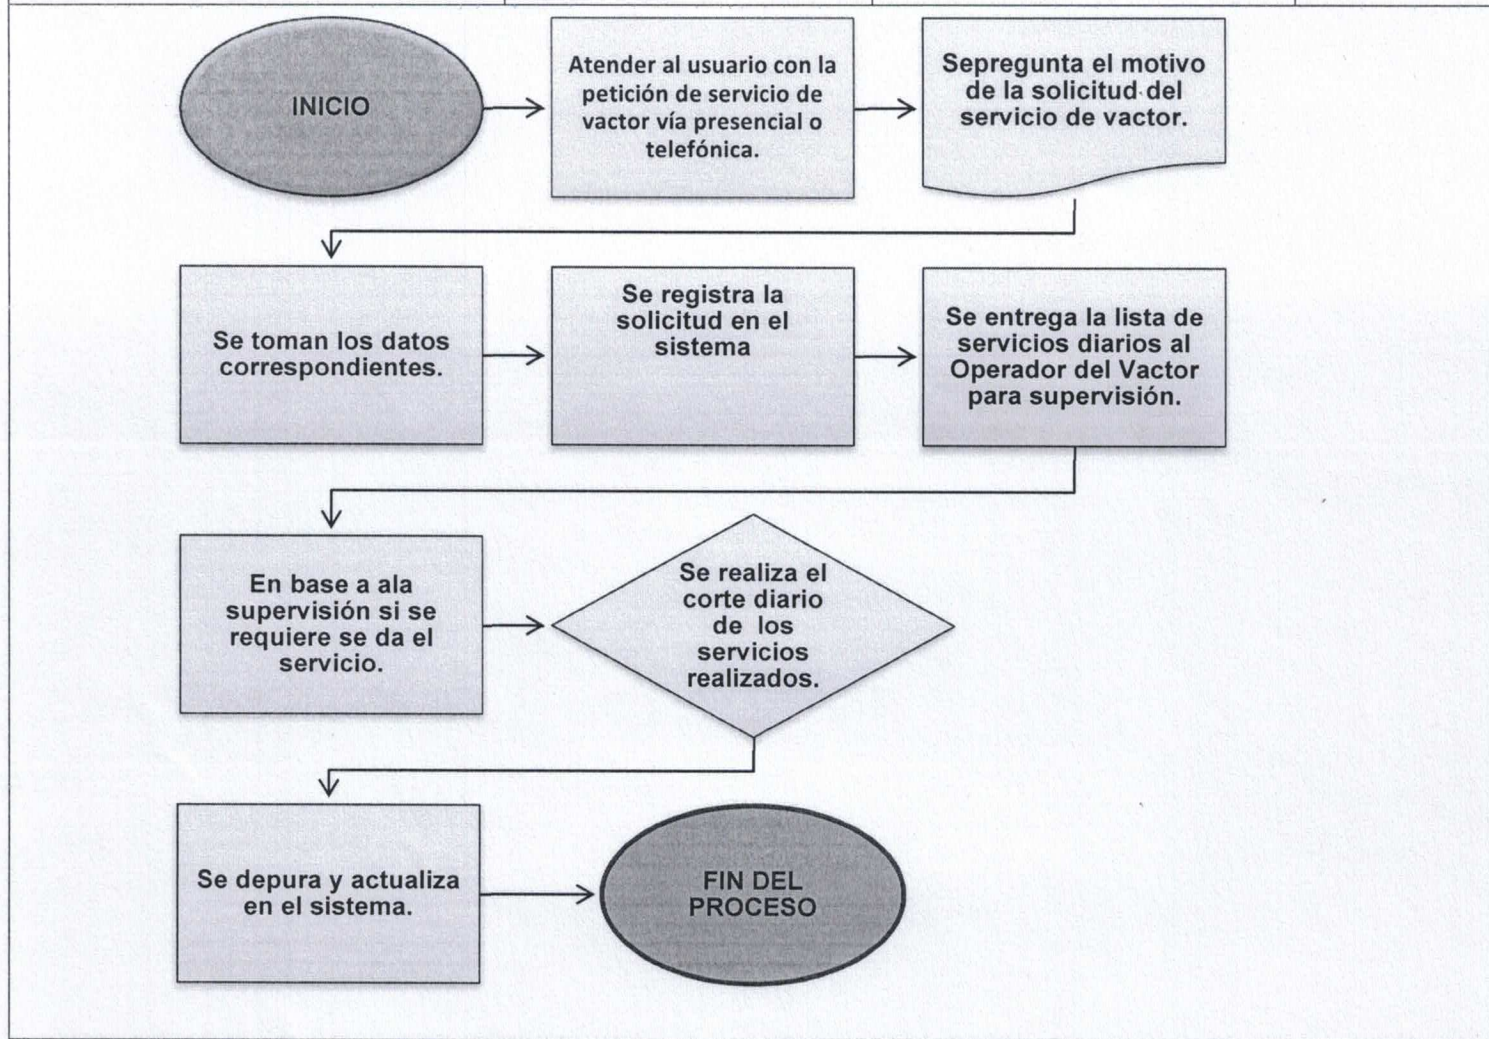 INICIO
Atender al usuario con la
petición de servicio de
vactor vía presencial o
telefónica.
Sepregunta el motivo
de la solicitud del
servicio de vactor.
Se toman los datos
correspondientes.
Se registra la
solicitud en el
sistema
Se entrega la lista de
servicios diarios al
Operador del Vactor
para supervisión.
En base a ala
supervisión si se
requiere se da el
servicio.
Se realiza el
corte diario
de los
servicios
realizados.
Se depura y actualiza
en el sistema.
FIN DEL
PROCESO